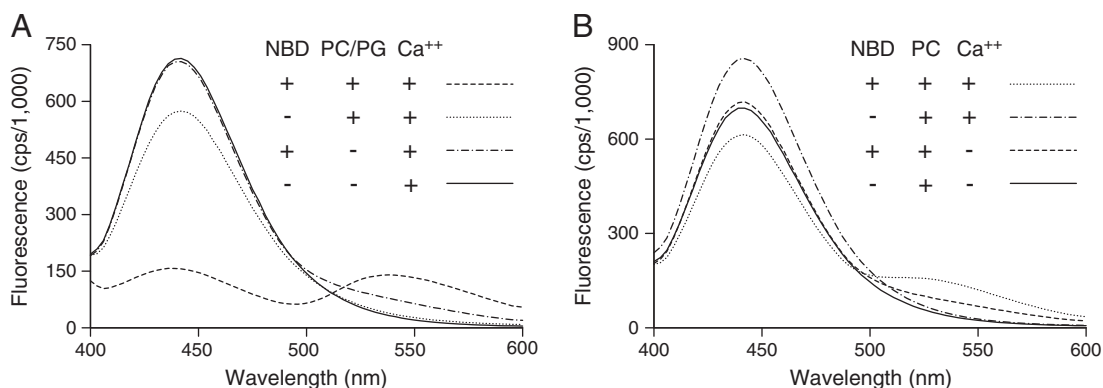 A
Fluorescence (cps/1,000)
750
600
450
300
150
0
400 450 500 550 600
Wavelength (nm)
NBD PC/PG Ca++
+ + +
- + +
+ - +
- - +
B
Fluorescence (cps/1,000)
900
600
300
0
400 450 500 550 600
Wavelength (nm)
NBD PC Ca++
+ + +
- + +
+ + -
- + -